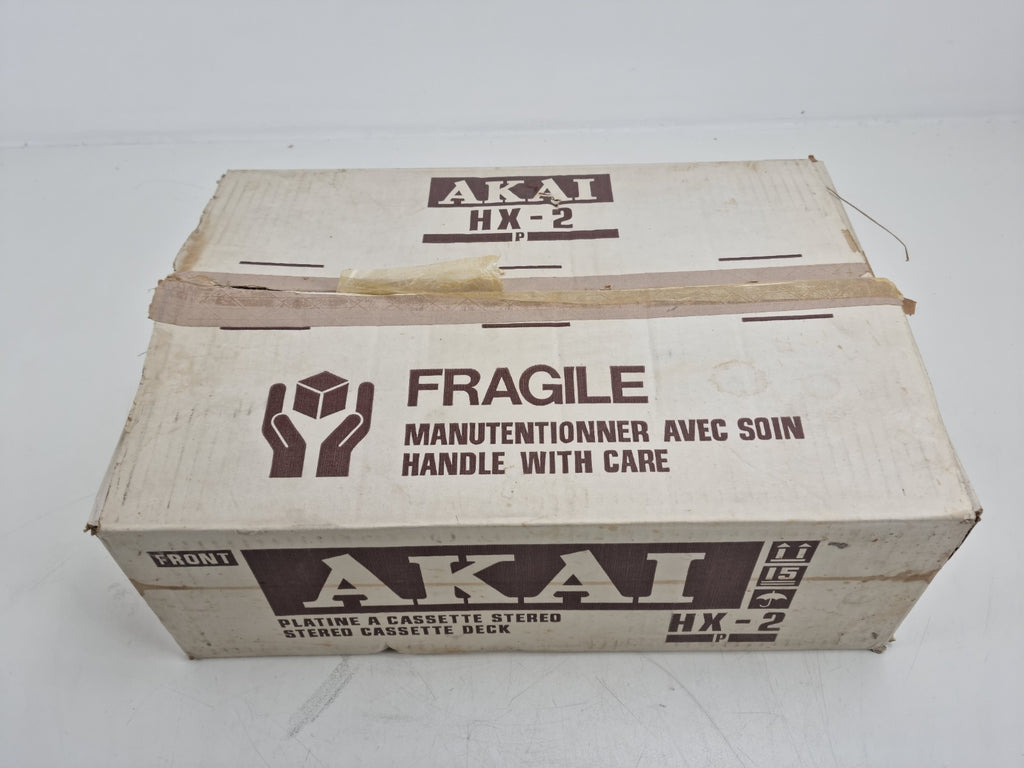 AKAI
HX-2
P
FRAGILE
MANUTENTIONNER AVEC SOIN
HANDLE WITH CARE
FRONT
AKAI
15
PLATINE A CASSETTE STEREO
STEREO CASSETTE DECK
HX-2
P